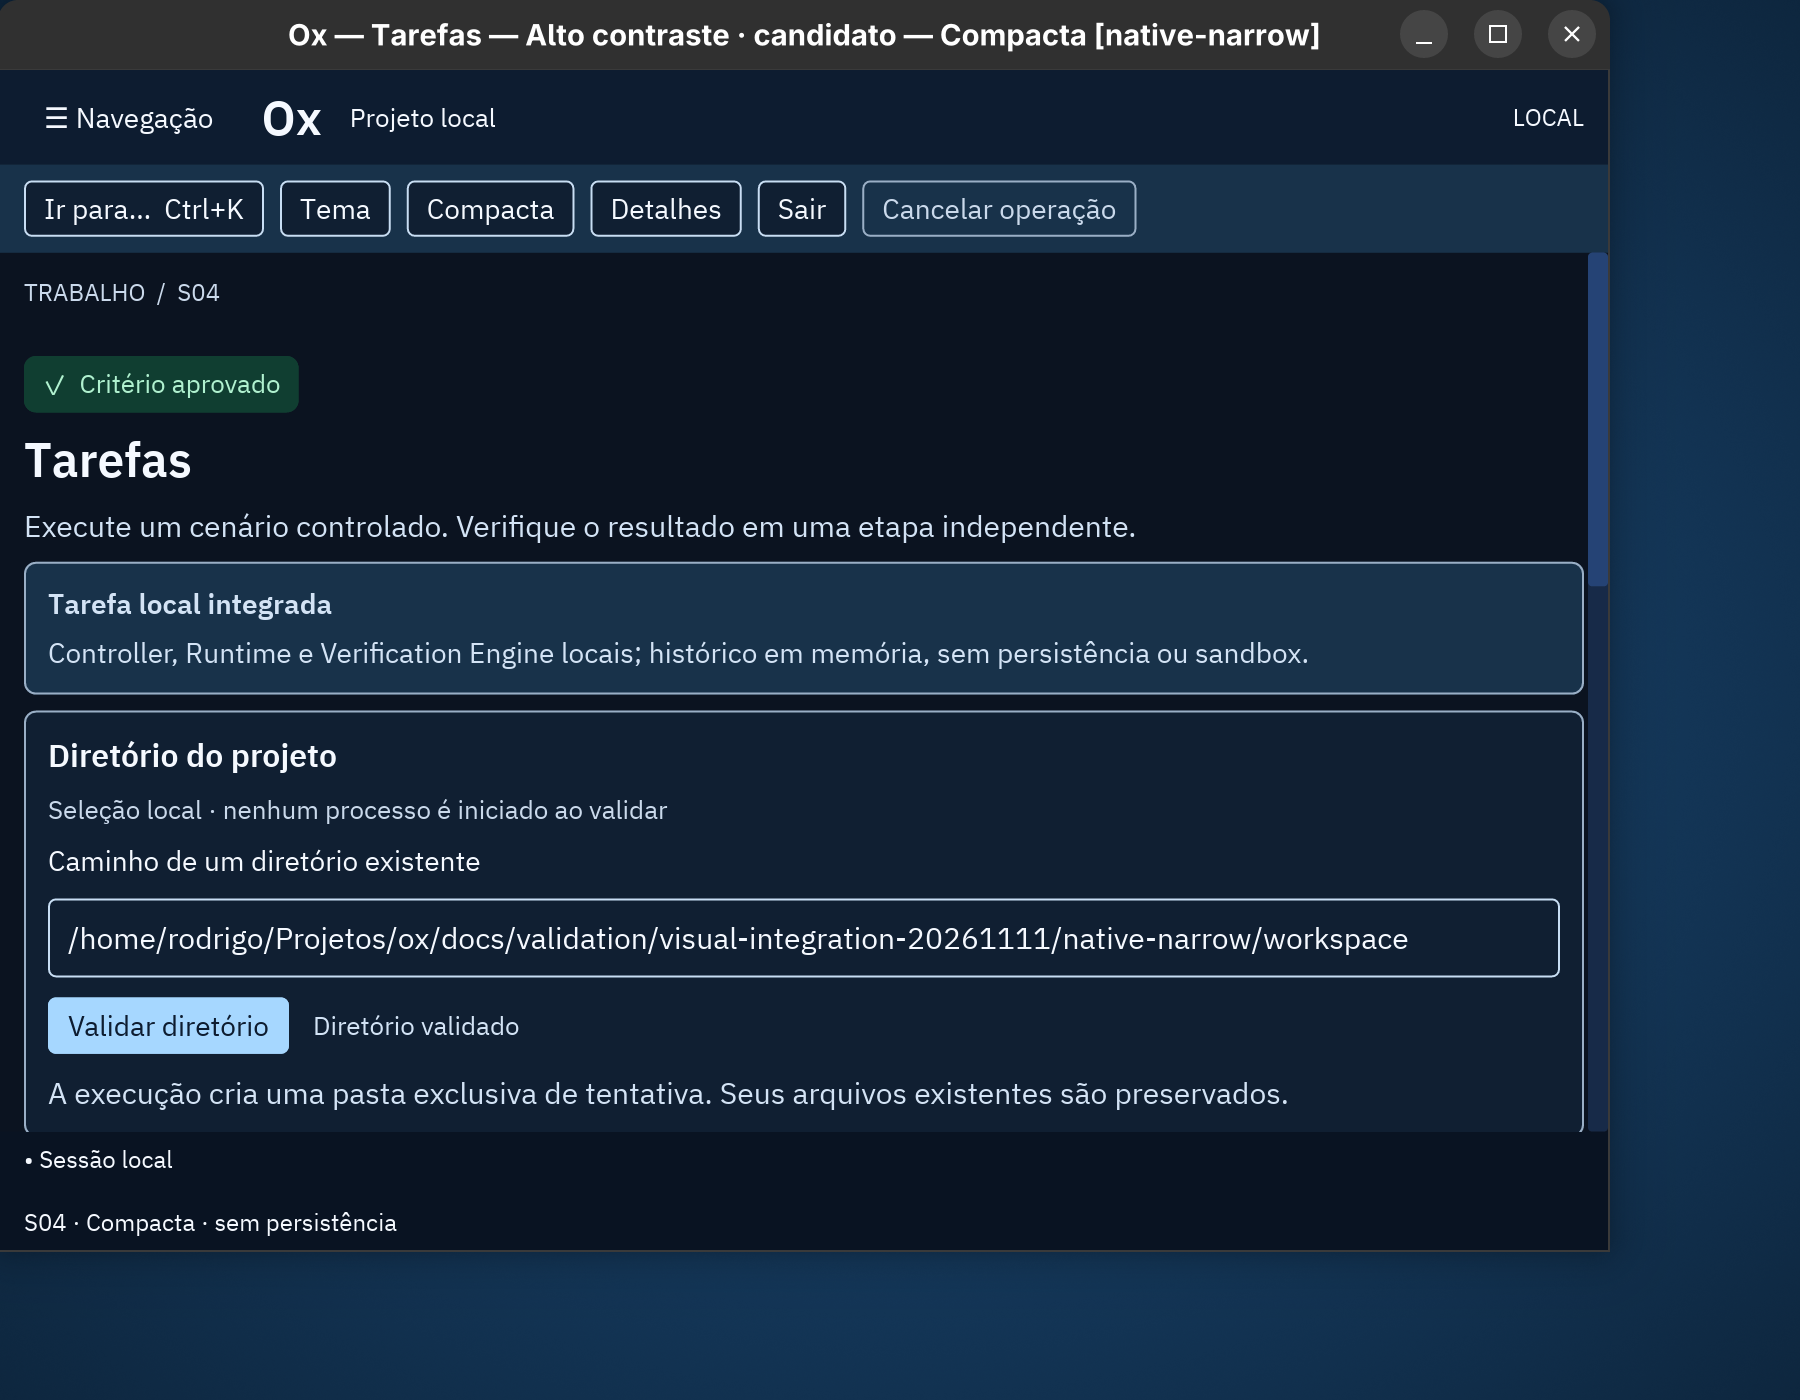 Ox — Tarefas — Alto contraste · candidato — Compacta [native-narrow]
☰ Navegação Ox Projeto local LOCAL
Ir para... Ctrl+K Tema Compacta Detalhes Sair Cancelar operação
TRABALHO / S04
✓ Critério aprovado
Tarefas
Execute um cenário controlado. Verifique o resultado em uma etapa independente.
Tarefa local integrada
Controller, Runtime e Verification Engine locais; histórico em memória, sem persistência ou sandbox.
Diretório do projeto
Seleção local · nenhum processo é iniciado ao validar
Caminho de um diretório existente
/home/rodrigo/Projetos/ox/docs/validation/visual-integration-20261111/native-narrow/workspace
Validar diretório Diretório validado
A execução cria uma pasta exclusiva de tentativa. Seus arquivos existentes são preservados.
• Sessão local
S04 · Compacta · sem persistência